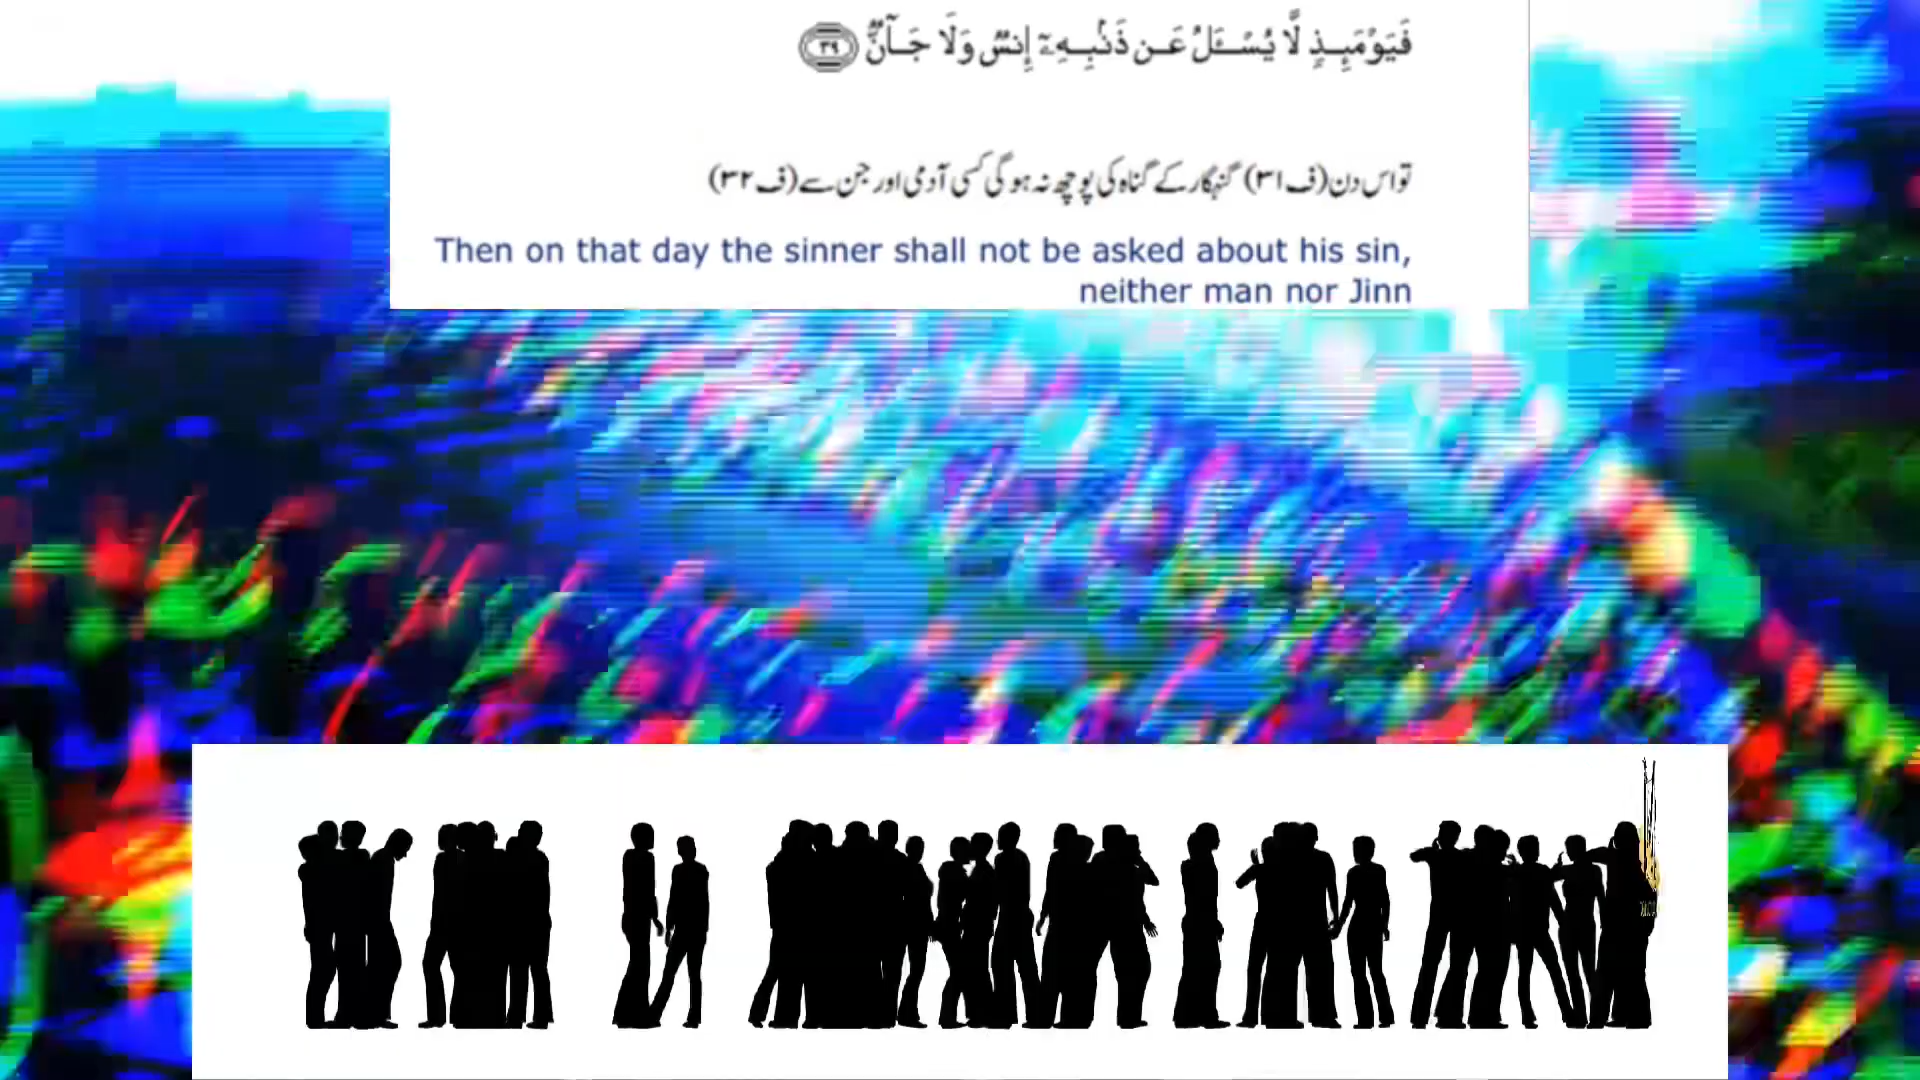 فَيَوْمَىِٕذٍ لَّا يُسْـَٔلُ عَن ذَنۢبِهِۦٓ إِنسٌ وَلَا جَآنٌّ ﴿٣٩﴾
تو اس دن (ف ۳۱) گنہگار کے گناہ کی پوچھ نہ ہوگی کسی آدمی اور جن سے (ف ۳۲)
Then on that day the sinner shall not be asked about his sin,
neither man nor Jinn